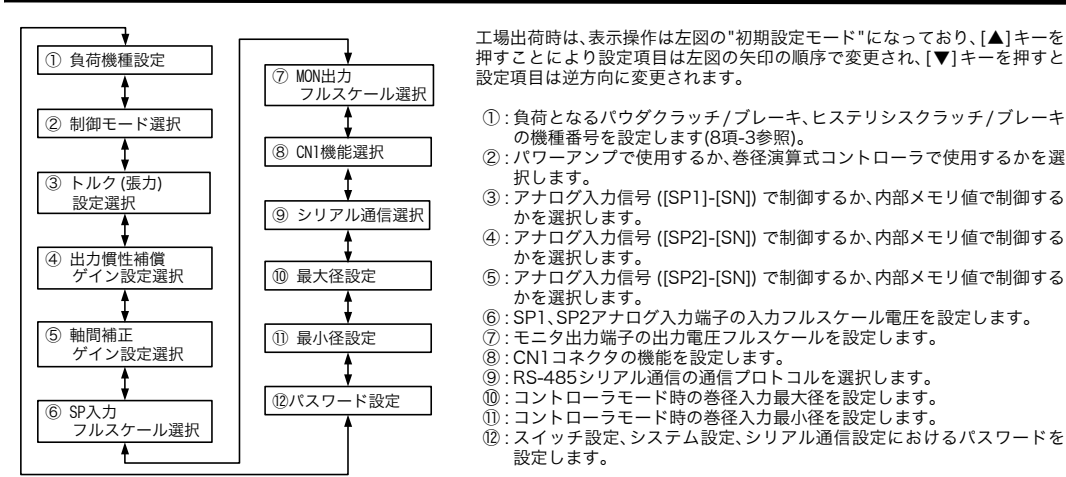 ① 負荷機種設定
② 制御モード選択
③ トルク(張力)
設定選択
④ 出力慣性補償
ゲイン設定選択
⑤ 軸間補正
ゲイン設定選択
⑥ SP入力
フルスケール選択
⑦ MON出力
フルスケール選択
⑧ CN1機能選択
⑨ シリアル通信選択
⑩ 最大径設定
⑪ 最小径設定
⑫パスワード設定
工場出荷時は、表示操作は左図の"初期設定モード"になっており、[▲]キーを
押すことにより設定項目は左図の矢印の順序で変更され、[▼]キーを押すと
設定項目は逆方向に変更されます。
①:負荷となるパウダクラッチ/ブレーキ、ヒステリシスクラッチ/ブレーキ
の機種番号を設定します(8項-3参照)。
②:パワーアンプで使用するか、巻径演算式コントローラで使用するかを選
択します。
③:アナログ入力信号 ([SP1]-[SN]) で制御するか、内部メモリ値で制御する
かを選択します。
④:アナログ入力信号 ([SP2]-[SN]) で制御するか、内部メモリ値で制御する
かを選択します。
⑤:アナログ入力信号 ([SP2]-[SN]) で制御するか、内部メモリ値で制御する
かを選択します。
⑥:SP1、SP2アナログ入力端子の入力フルスケール電圧を設定します。
⑦:モニタ出力端子の出力電圧フルスケールを設定します。
⑧:CN1コネクタの機能を設定します。
⑨:RS-485シリアル通信の通信プロトコルを選択します。
⑩:コントローラモード時の巻径入力最大径を設定します。
⑪:コントローラモード時の巻径入力最小径を設定します。
⑫:スイッチ設定、システム設定、シリアル通信設定におけるパスワードを
設定します。